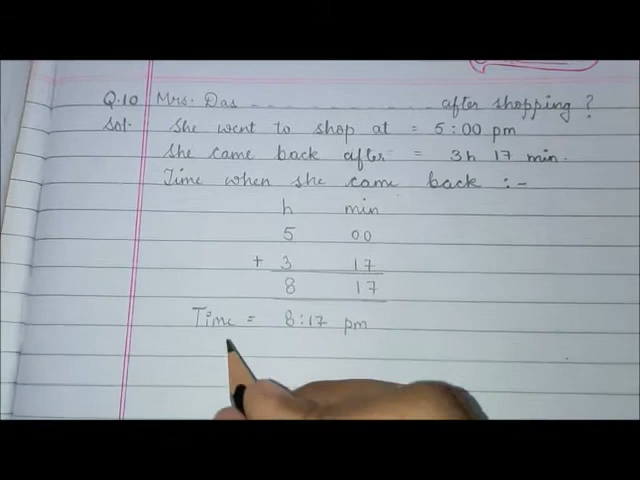 Q.10 Mrs. Das _ _ _ _ _ _ _ _ _ _ after shopping ?
Sol. She went to shop at = 5:00 pm
She came back after = 3h 17 min.
Time when she came back :-
h min
5 00
+ 3 17
8 17
Time = 8:17 pm